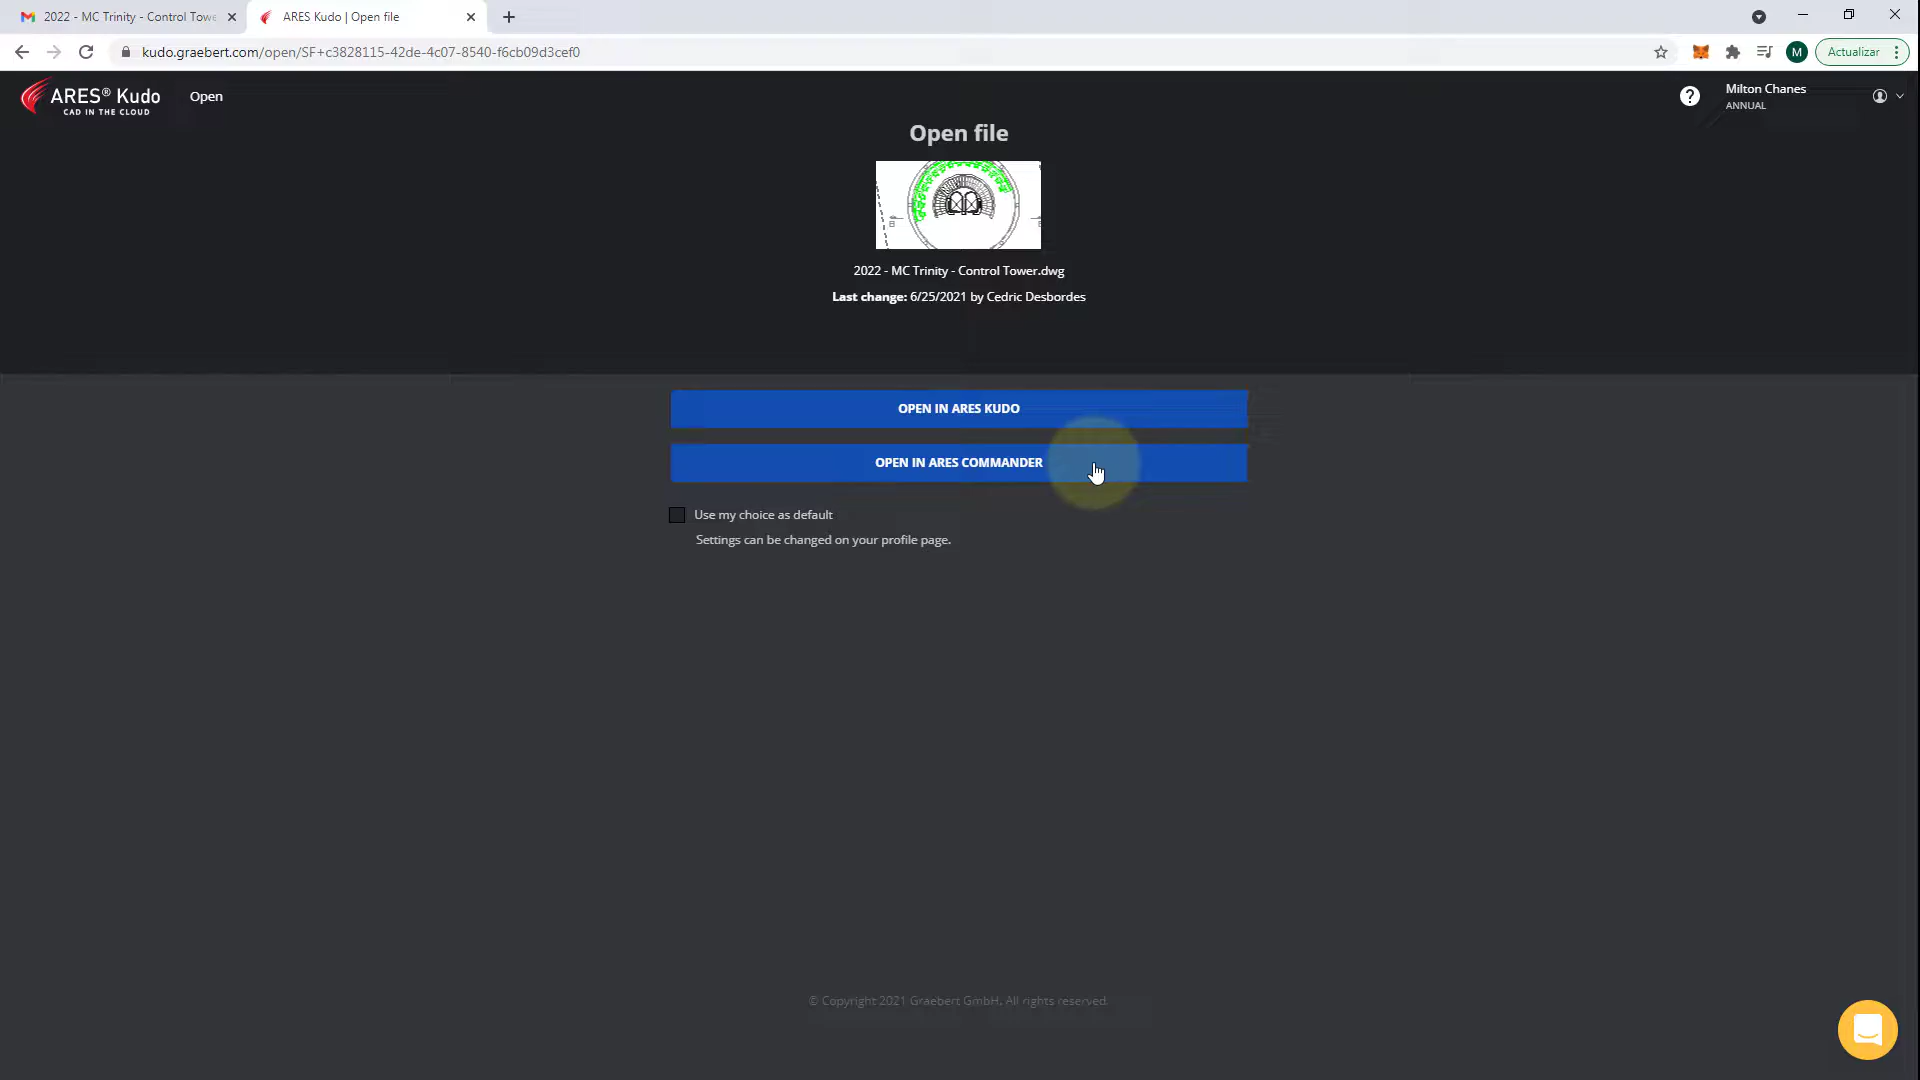 2022 - MC Trinity - Control Towe
ARES Kudo | Open file
kudo.graebert.com/open/SF+c3828115-42de-4c07-8540-f6cb09d3cef0
M
Actualizar
ARES® Kudo
CAD IN THE CLOUD
Open
?
Milton Chanes
ANNUAL
Open file
2022 - MC Trinity - Control Tower.dwg
Last change: 6/25/2021 by Cedric Desbordes
OPEN IN ARES KUDO
OPEN IN ARES COMMANDER
Use my choice as default
Settings can be changed on your profile page.
© Copyright 2021 Graebert GmbH. All rights reserved.